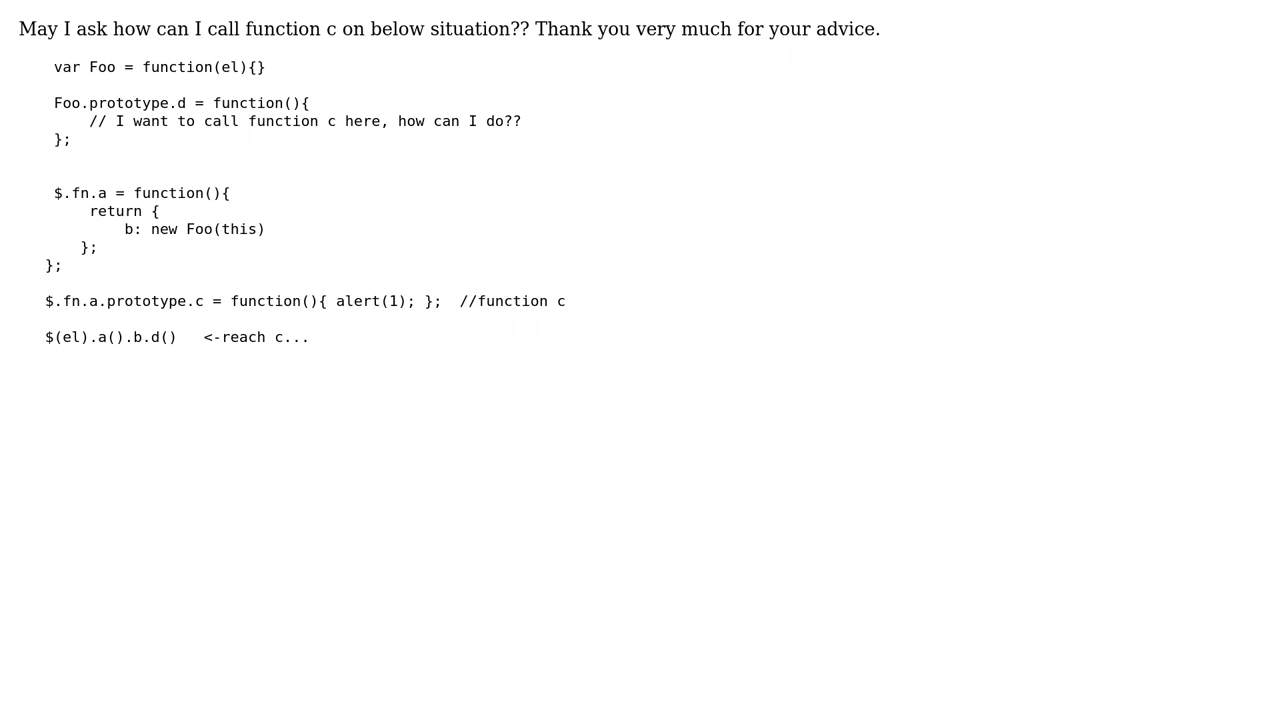 May I ask how can I call function c on below situation?? Thank you very much for your advice.
var Foo = function(el){}
Foo.prototype.d = function(){
// I want to call function c here, how can I do??
};
$.fn.a = function(){
return {
b: new Foo(this)
};
};
$.fn.a.prototype.c = function(){ alert(1); };  //function c
$(el).a().b.d()   <-reach c...